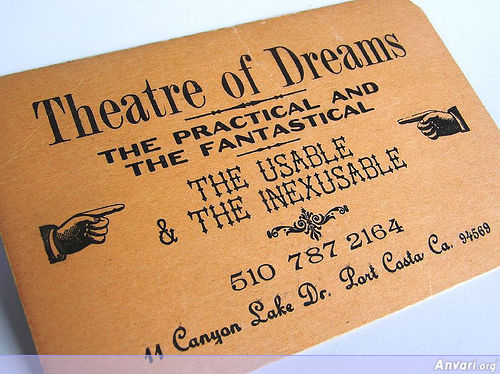 Theatre of Dreams
THE PRACTICAL AND
THE FANTASTICAL
THE USABLE
& THE INEXUSABLE
510 787 2164
11 Canyon Lake Dr. Port Costa Ca. 94569
Anvari.org